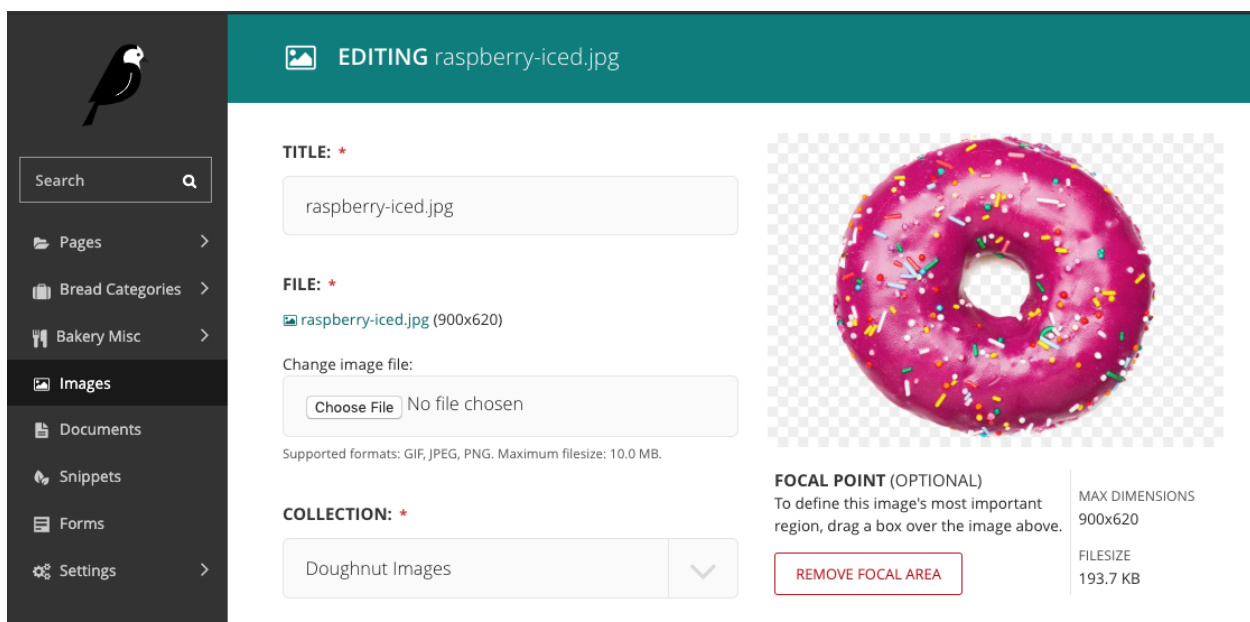 EDITING raspberry-iced.jpg
Search
Pages
Bread Categories
Bakery Misc
Images
Documents
Snippets
Forms
Settings
TITLE: *
raspberry-iced.jpg
FILE: *
raspberry-iced.jpg (900x620)
Change image file:
Choose File No file chosen
Supported formats: GIF, JPEG, PNG. Maximum filesize: 10.0 MB.
COLLECTION: *
Doughnut Images
FOCAL POINT (OPTIONAL)
To define this image's most important
region, drag a box over the image above.
REMOVE FOCAL AREA
MAX DIMENSIONS
900x620
FILESIZE
193.7 KB